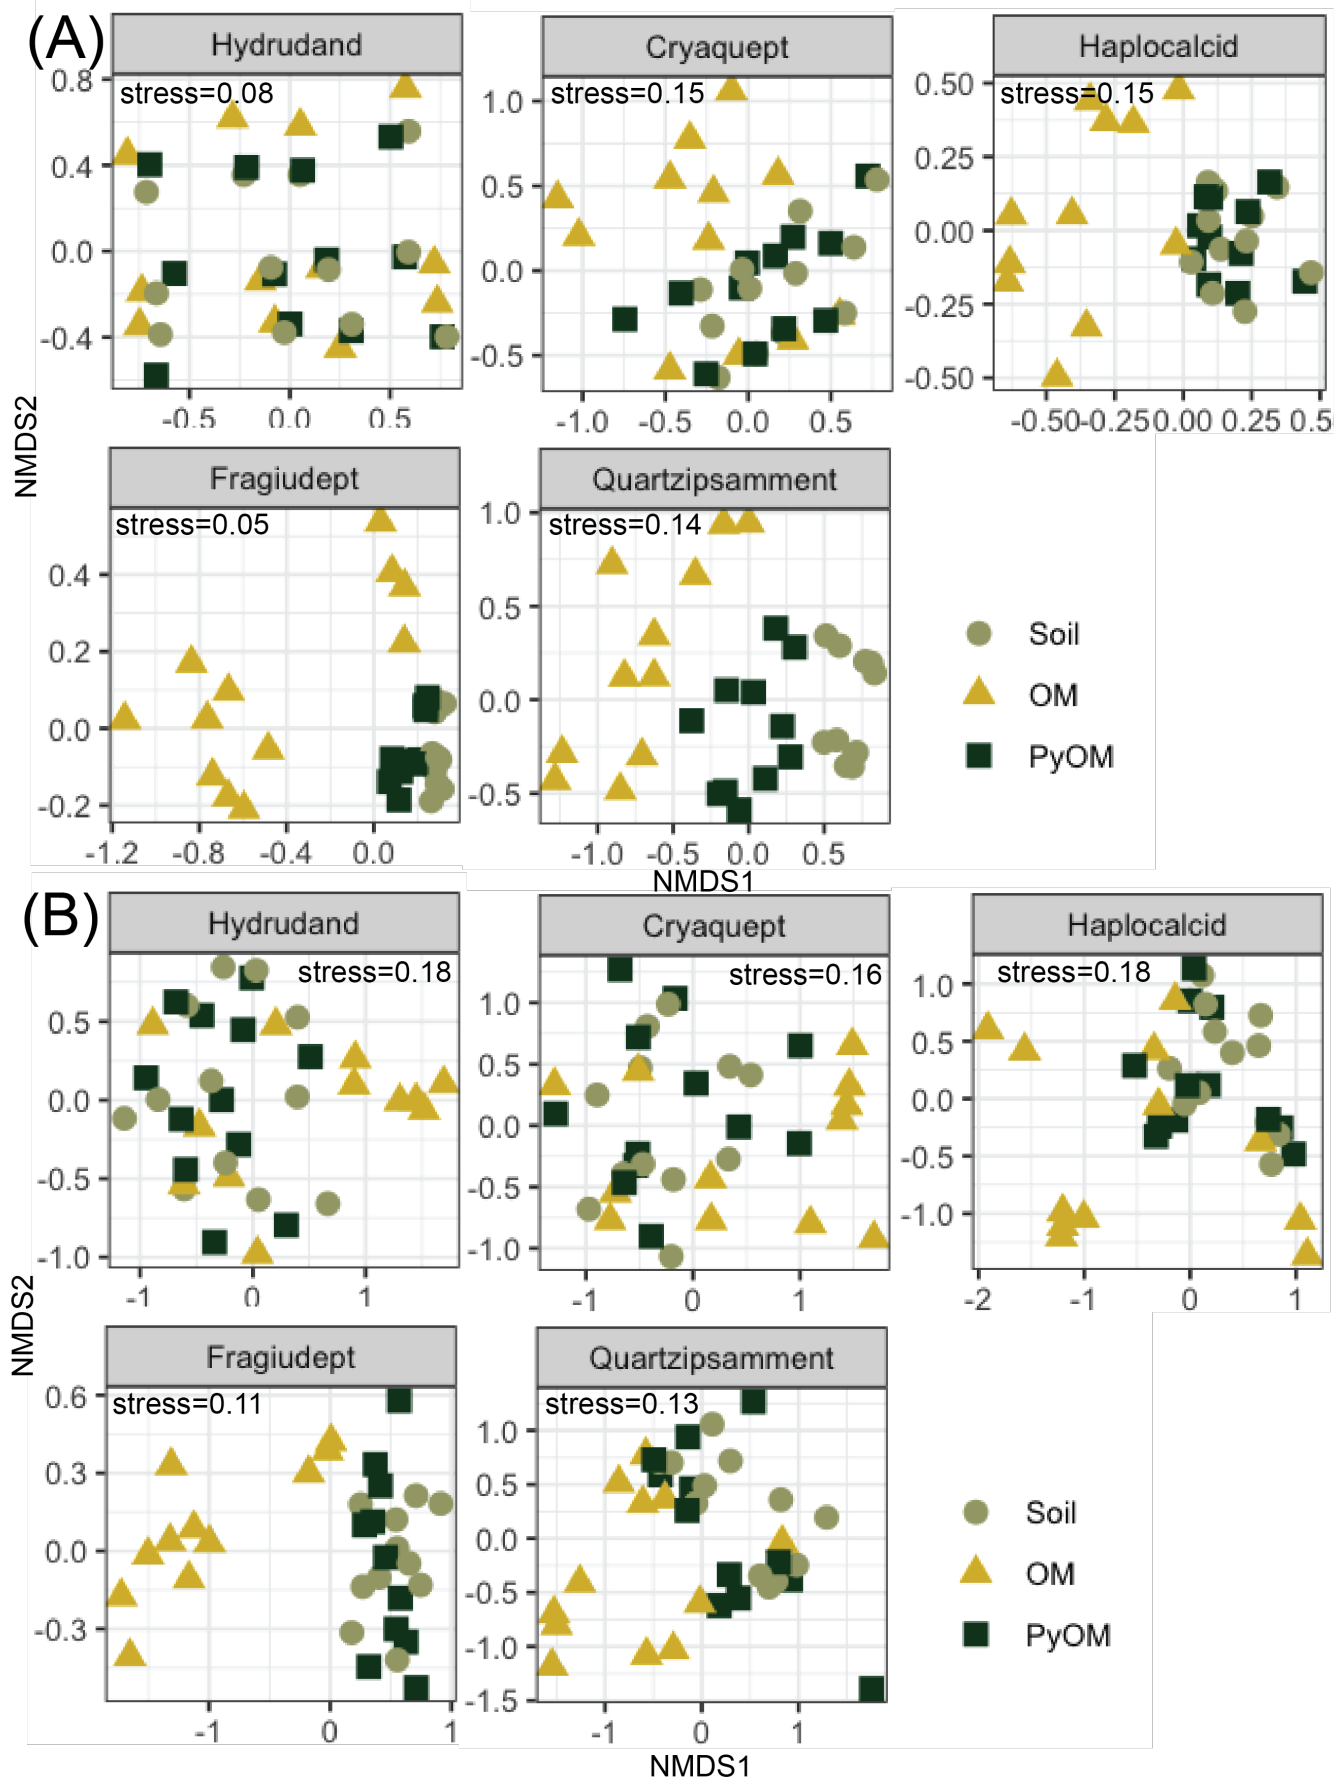 (A)
Hydrudand
Cryaquept
Haplocalcid
stress=0.08
stress=0.15
stress=0.15
0.8
0.4
0.0
-0.4
1.0
0.5
0.0
-0.5
0.50
0.25
0.00
-0.25
-0.50
-0.5 0.0 0.5
-1.0 -0.5 0.0 0.5
-0.50 -0.25 0.00 0.25 0.5
NMDS2
Fragiudept
Quartzipsamment
stress=0.05
stress=0.14
0.4
0.2
0.0
-0.2
1.0
0.5
0.0
-0.5
-1.2 -0.8 -0.4 0.0
-1.0 -0.5 0.0 0.5
Soil
OM
PyOM
NMDS1
(B)
Hydrudand
Cryaquept
Haplocalcid
stress=0.18
stress=0.16
stress=0.18
0.5
0.0
-0.5
-1.0
1.0
0.5
0.0
-0.5
-1.0
1.0
0.5
0.0
-0.5
-1.0
-1 0 1
-1 0 1
-2 -1 0 1
NMDS2
Fragiudept
Quartzipsamment
stress=0.11
stress=0.13
0.6
0.3
0.0
-0.3
1.0
0.5
0.0
-0.5
-1.0
-1.5
-1 0 1
-1 0 1
Soil
OM
PyOM
NMDS1